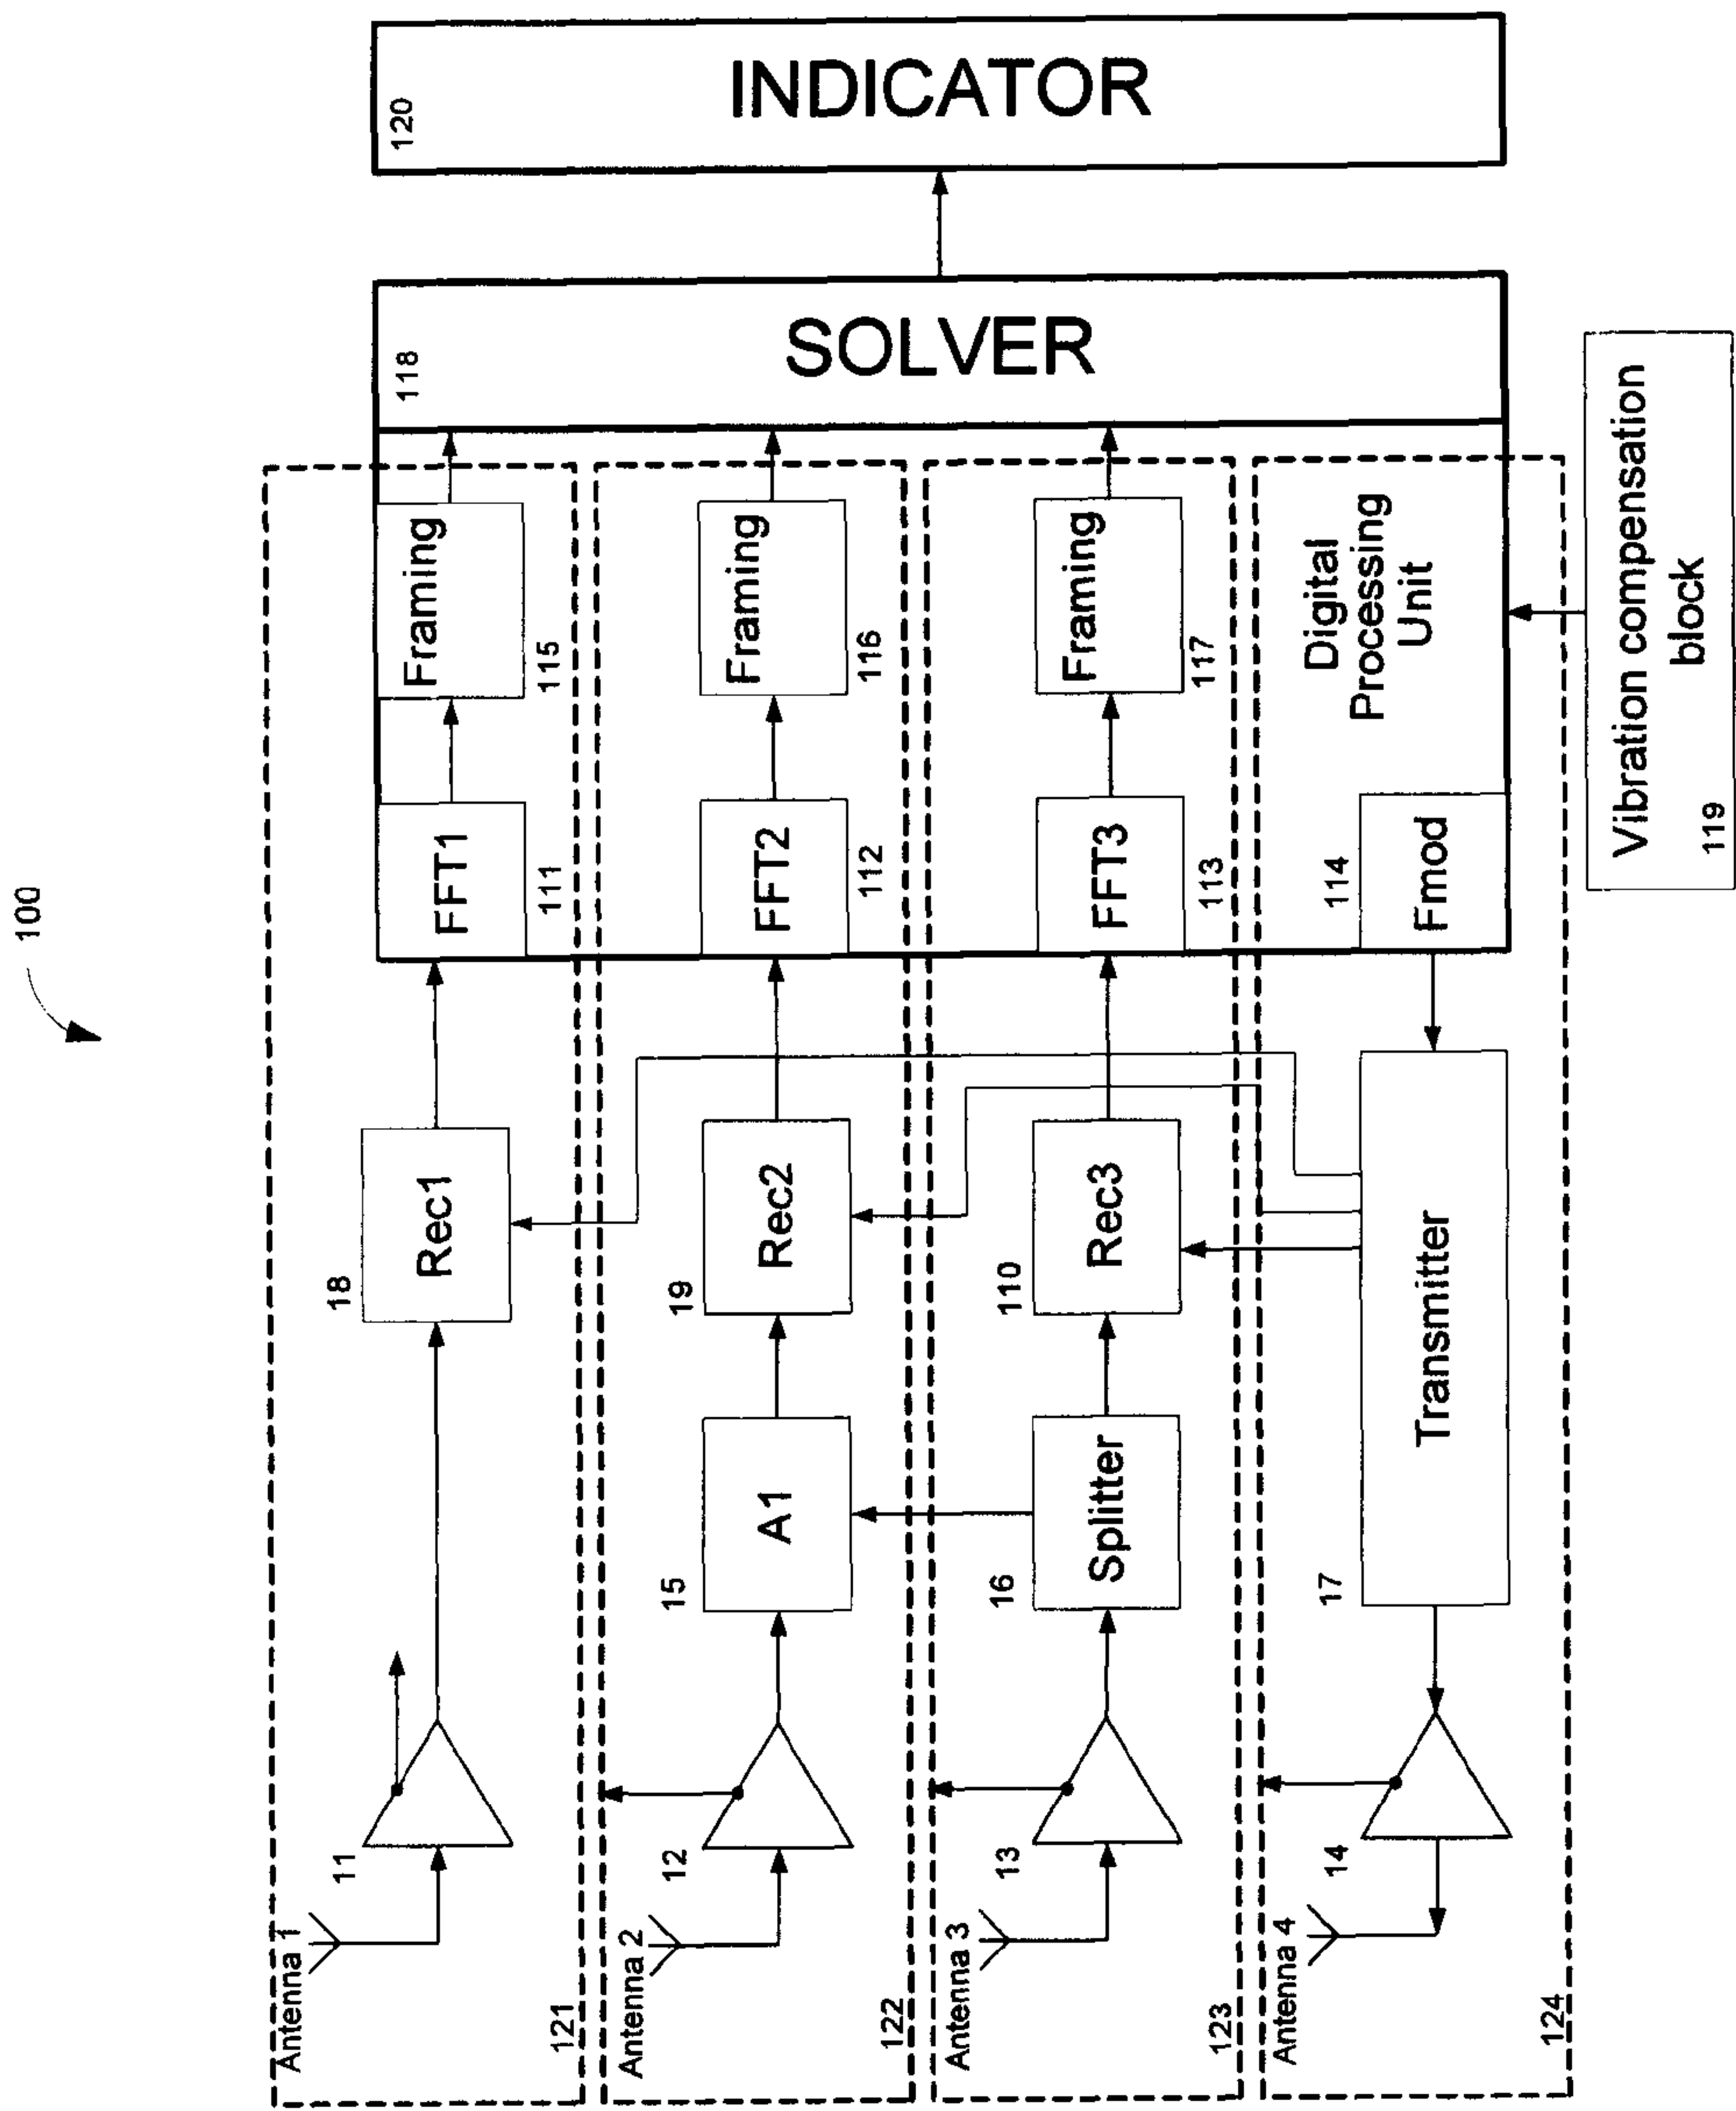 100
120
INDICATOR
118
SOLVER
Framing
115
Framing
116
Framing
117
Digital
Processing
Unit
Vibration compensation
block
119
FFT1
111
FFT2
112
FFT3
113
114
Fmod
18
Rec1
19
Rec2
110
Rec3
15
A1
16
Splitter
17
Transmitter
11
12
13
14
Antenna 1
121
Antenna 2
122
Antenna 3
123
Antenna 4
124